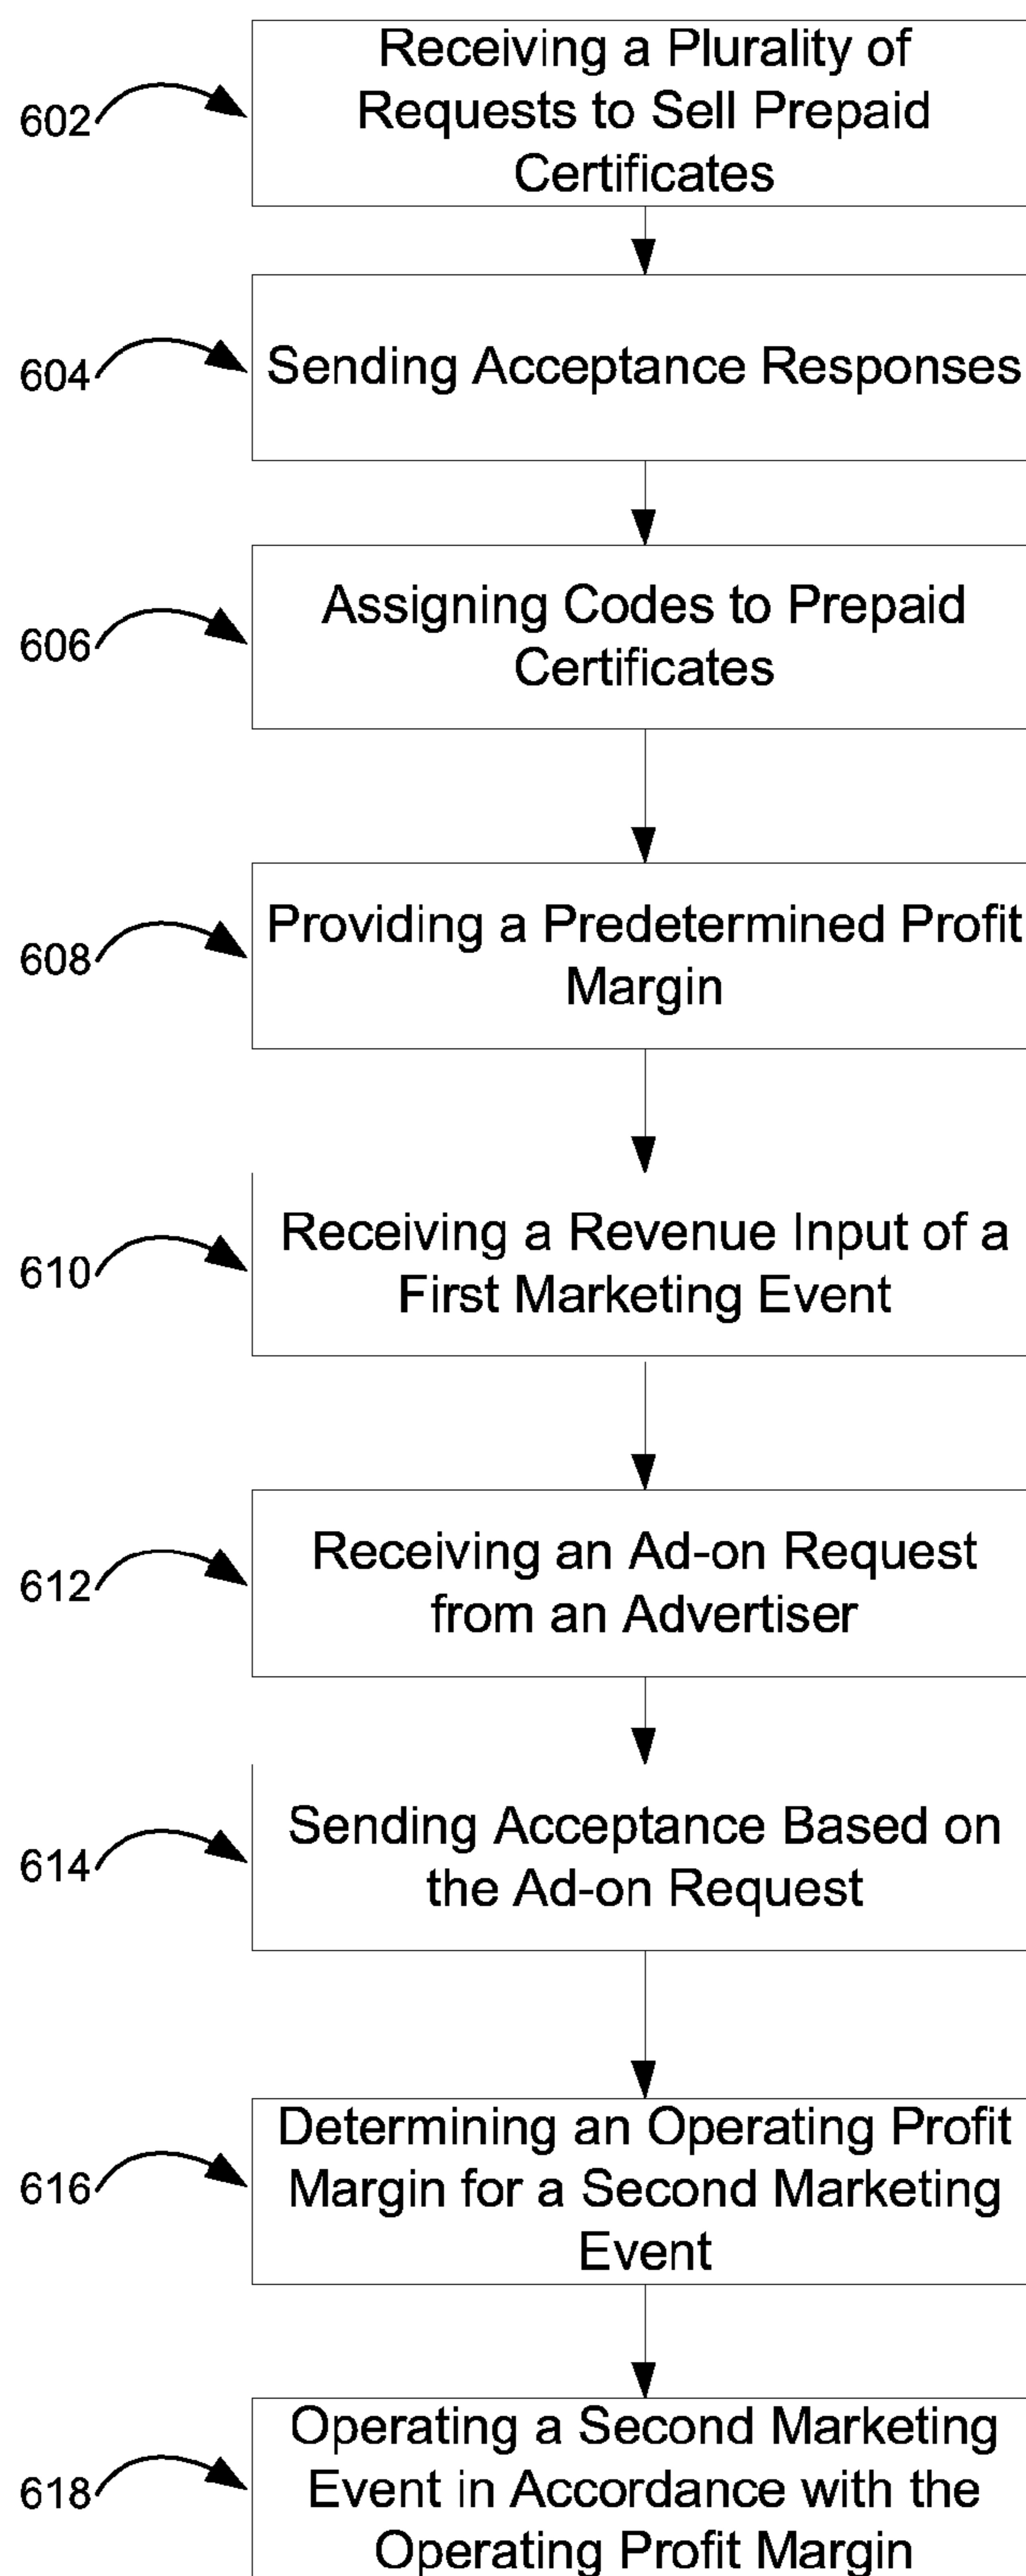 Receiving a Plurality of
Requests to Sell Prepaid
Certificates
602
Sending Acceptance Responses
604
Assigning Codes to Prepaid
Certificates
606
Providing a Predetermined Profit
Margin
608
Receiving a Revenue Input of a
First Marketing Event
610
Receiving an Ad-on Request
from an Advertiser
612
Sending Acceptance Based on
the Ad-on Request
614
Determining an Operating Profit
Margin for a Second Marketing
Event
616
Operating a Second Marketing
Event in Accordance with the
Operating Profit Margin
618